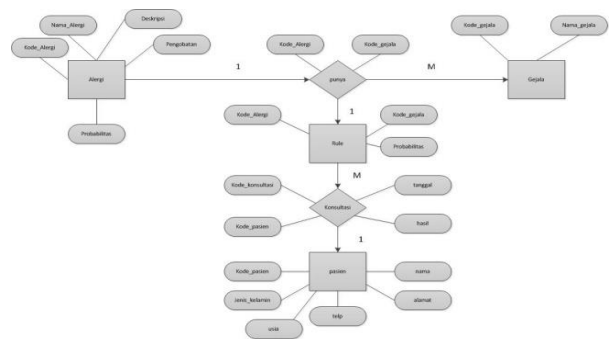 Deskripsi
Nama_Alergi
Kode_Alergi
Pengobatan
Alergi
Probabilitas
1
Kode_Alergi
Kode_gejala
punya
M
Kode_gejala
Nama_gejala
Gejala
1
Kode_Alergi
Kode_gejala
Rule
Probabilitas
M
Kode_konsultasi
tanggal
Konsultasi
Kode_pasien
hasil
1
Kode_pasien
nama
pasien
jenis_kelamin
alamat
usia
telp